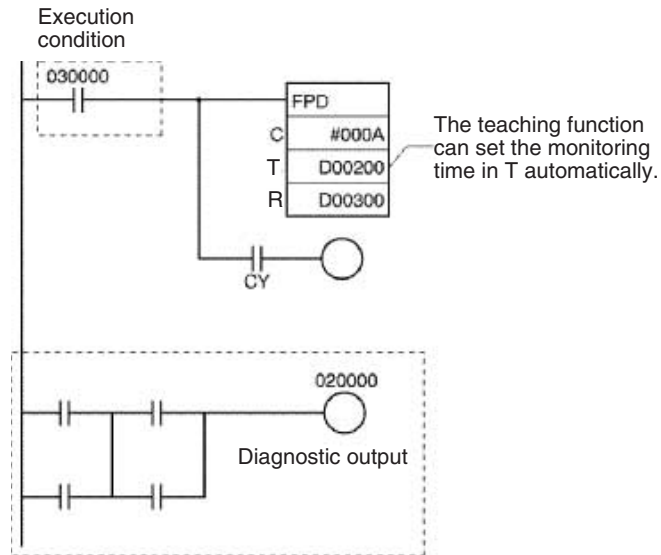 Execution
condition
030000
FPD
C #000A
T D00200
R D00300
The teaching function
can set the monitoring
time in T automatically.
CY
020000
Diagnostic output